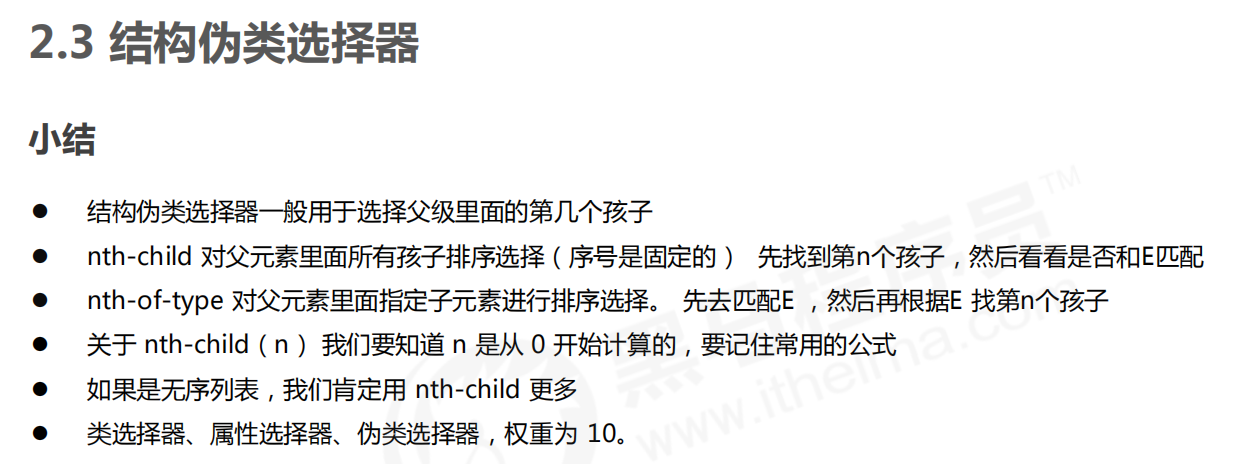 2.3 结构伪类选择器
小结
● 结构伪类选择器一般用于选择父级里面的第几个孩子
● nth-child 对父元素里面所有孩子排序选择（序号是固定的） 先找到第n个孩子，然后看看是否和E匹配
● nth-of-type 对父元素里面指定子元素进行排序选择。 先去匹配E ，然后再根据E 找第n个孩子
● 关于 nth-child（n） 我们要知道 n 是从 0 开始计算的，要记住常用的公式
● 如果是无序列表，我们肯定用 nth-child 更多
● 类选择器、属性选择器、伪类选择器，权重为 10。
黑马程序员™
www.itheima.com